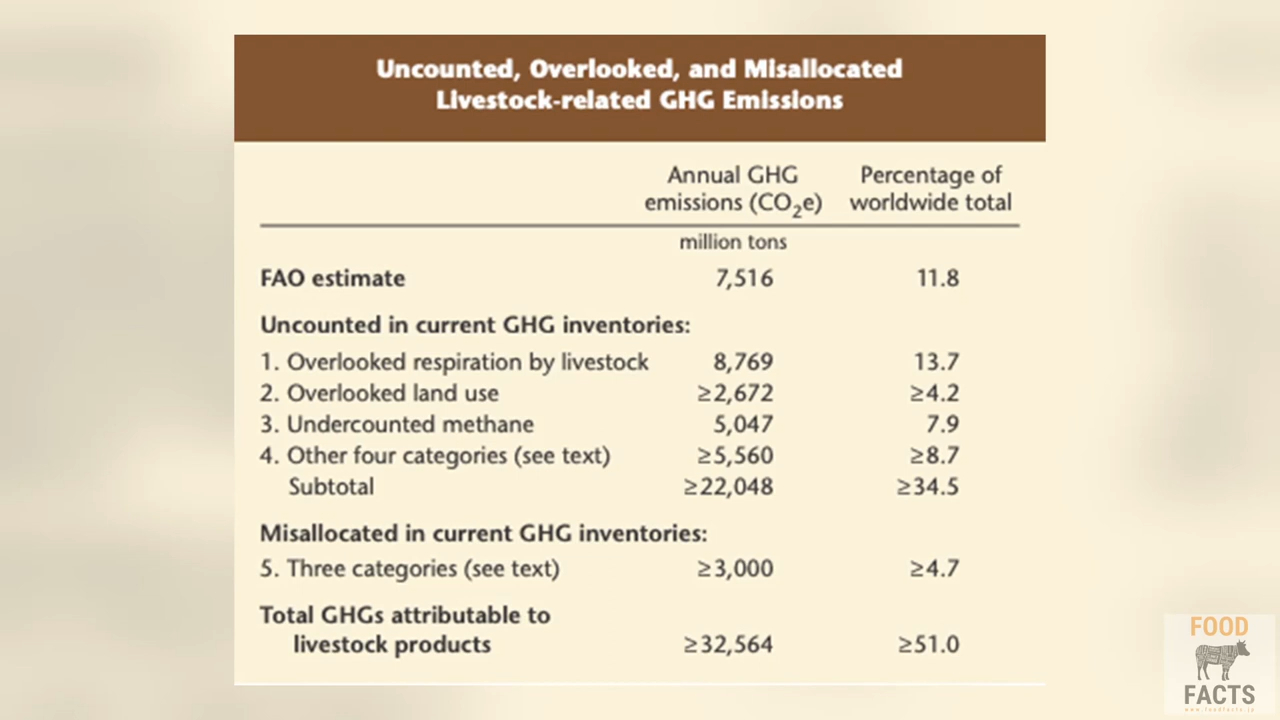 Uncounted, Overlooked, and Misallocated
Livestock-related GHG Emissions
Annual GHG Percentage of
emissions (CO₂e) worldwide total
million tons
FAO estimate 7,516 11.8
Uncounted in current GHG inventories:
1. Overlooked respiration by livestock 8,769 13.7
2. Overlooked land use ≥2,672 ≥4.2
3. Undercounted methane 5,047 7.9
4. Other four categories (see text) ≥5,560 ≥8.7
Subtotal ≥22,048 ≥34.5
Misallocated in current GHG inventories:
5. Three categories (see text) ≥3,000 ≥4.7
Total GHGs attributable to
livestock products ≥32,564 ≥51.0
FOOD
FACTS